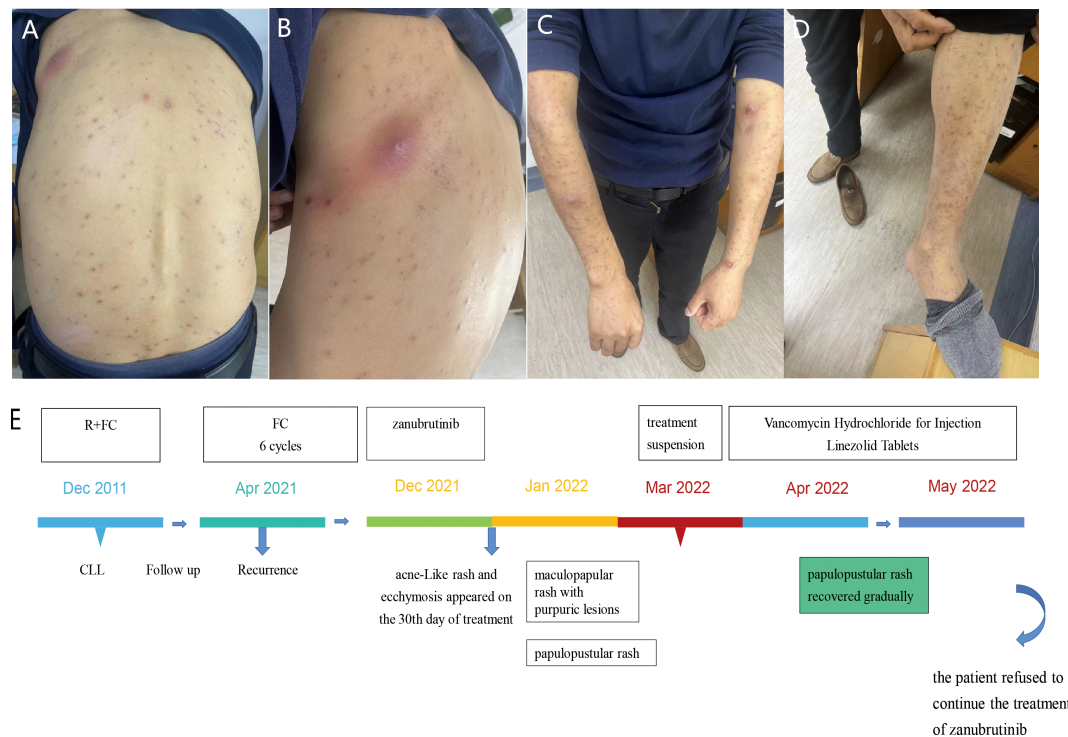 A
B
C
D
E
R+FC
FC
6 cycles
zanubrutinib
treatment
suspension
Vancomycin Hydrochloride for Injection
Linezolid Tablets
Dec 2011
Apr 2021
Dec 2021
Jan 2022
Mar 2022
Apr 2022
May 2022
CLL
Follow up
Recurrence
acne-Like rash and
ecchymosis appeared on
the 30th day of treatment
maculopapular
rash with
purpuric lesions
papulopustular rash
papulopustular rash
recovered gradually
the patient refused to
continue the treatment
of zanubrutinib